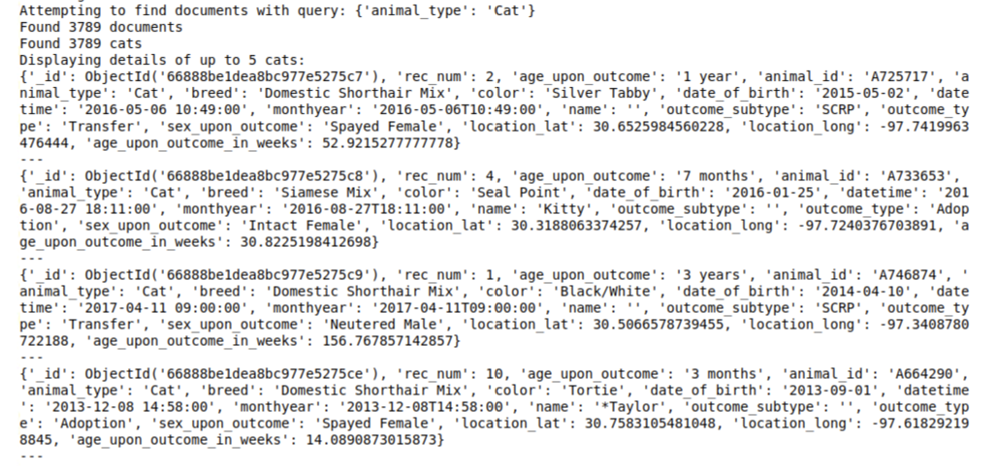 Attempting to find documents with query: {'animal_type': 'Cat'}
Found 3789 documents
Found 3789 cats
Displaying details of up to 5 cats:
{'_id': ObjectId('66888be1dea8bc977e5275c7'), 'rec_num': 2, 'age_upon_outcome': '1 year', 'animal_id': 'A725717', 'a
nimal_type': 'Cat', 'breed': 'Domestic Shorthair Mix', 'color': 'Silver Tabby', 'date_of_birth': '2015-05-02', 'date
time': '2016-05-06 10:49:00', 'monthyear': '2016-05-06T10:49:00', 'name': '', 'outcome_subtype': 'SCRP', 'outcome_ty
pe': 'Transfer', 'sex_upon_outcome': 'Spayed Female', 'location_lat': 30.6525984560228, 'location_long': -97.7419963
476444, 'age_upon_outcome_in_weeks': 52.9215277777778}
---
{'_id': ObjectId('66888be1dea8bc977e5275c8'), 'rec_num': 4, 'age_upon_outcome': '7 months', 'animal_id': 'A733653',
'animal_type': 'Cat', 'breed': 'Siamese Mix', 'color': 'Seal Point', 'date_of_birth': '2016-01-25', 'datetime': '201
6-08-27 18:11:00', 'monthyear': '2016-08-27T18:11:00', 'name': 'Kitty', 'outcome_subtype': '', 'outcome_type': 'Adop
tion', 'sex_upon_outcome': 'Intact Female', 'location_lat': 30.3188063374257, 'location_long': -97.7240376703891, 'a
ge_upon_outcome_in_weeks': 30.8225198412698}
---
{'_id': ObjectId('66888be1dea8bc977e5275c9'), 'rec_num': 1, 'age_upon_outcome': '3 years', 'animal_id': 'A746874', '
animal_type': 'Cat', 'breed': 'Domestic Shorthair Mix', 'color': 'Black/White', 'date_of_birth': '2014-04-10', 'date
time': '2017-04-11 09:00:00', 'monthyear': '2017-04-11T09:00:00', 'name': '', 'outcome_subtype': 'SCRP', 'outcome_ty
pe': 'Transfer', 'sex_upon_outcome': 'Neutered Male', 'location_lat': 30.5066578739455, 'location_long': -97.3408780
722188, 'age_upon_outcome_in_weeks': 156.767857142857}
---
{'_id': ObjectId('66888be1dea8bc977e5275ce'), 'rec_num': 10, 'age_upon_outcome': '3 months', 'animal_id': 'A664290',
'animal_type': 'Cat', 'breed': 'Domestic Shorthair Mix', 'color': 'Tortie', 'date_of_birth': '2013-09-01', 'datetime
': '2013-12-08 14:58:00', 'monthyear': '2013-12-08T14:58:00', 'name': '*Taylor', 'outcome_subtype': '', 'outcome_typ
e': 'Adoption', 'sex_upon_outcome': 'Spayed Female', 'location_lat': 30.7583105481048, 'location_long': -97.61829219
8845, 'age_upon_outcome_in_weeks': 14.0890873015873}
---